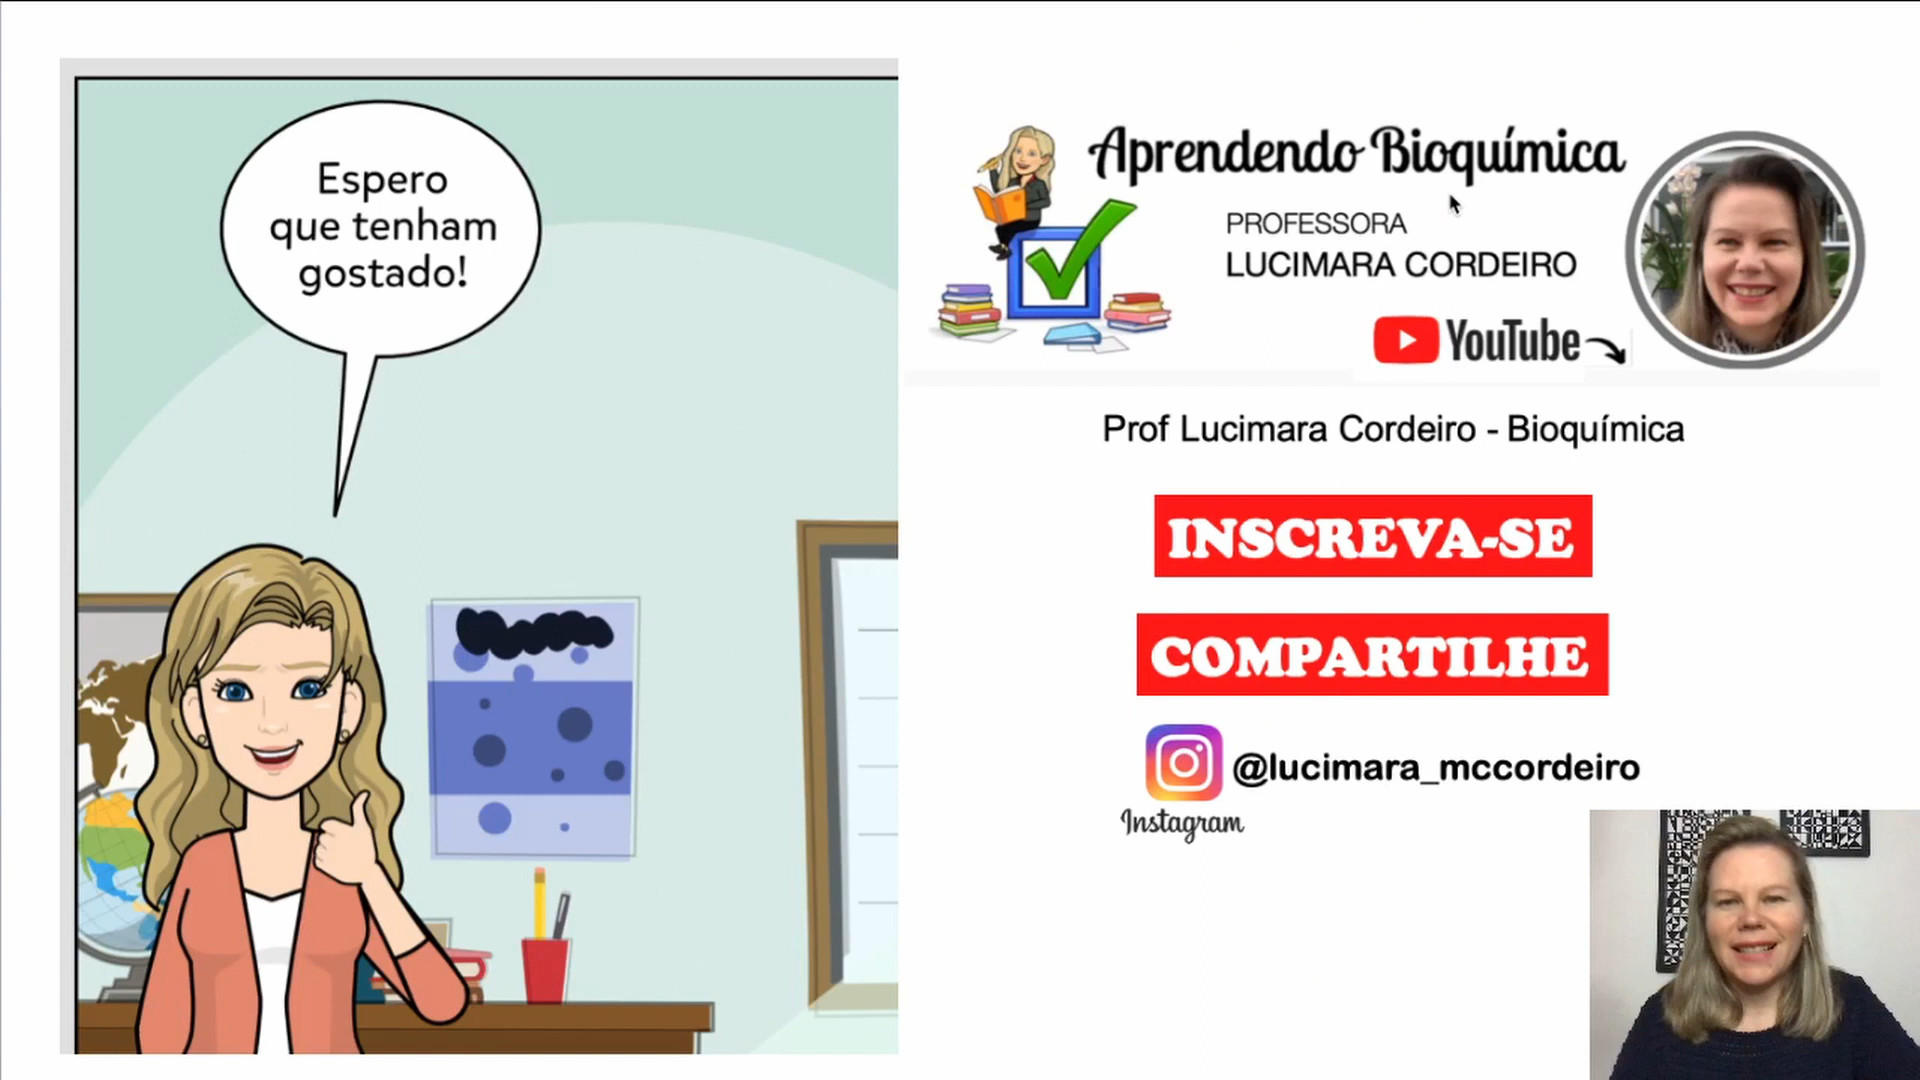 Espero
que tenham
gostado!
Aprendendo Bioquímica
PROFESSORA
LUCIMARA CORDEIRO
YouTube
Prof Lucimara Cordeiro - Bioquímica
INSCREVA-SE
COMPARTILHE
@lucimara_mccordeiro
Instagram